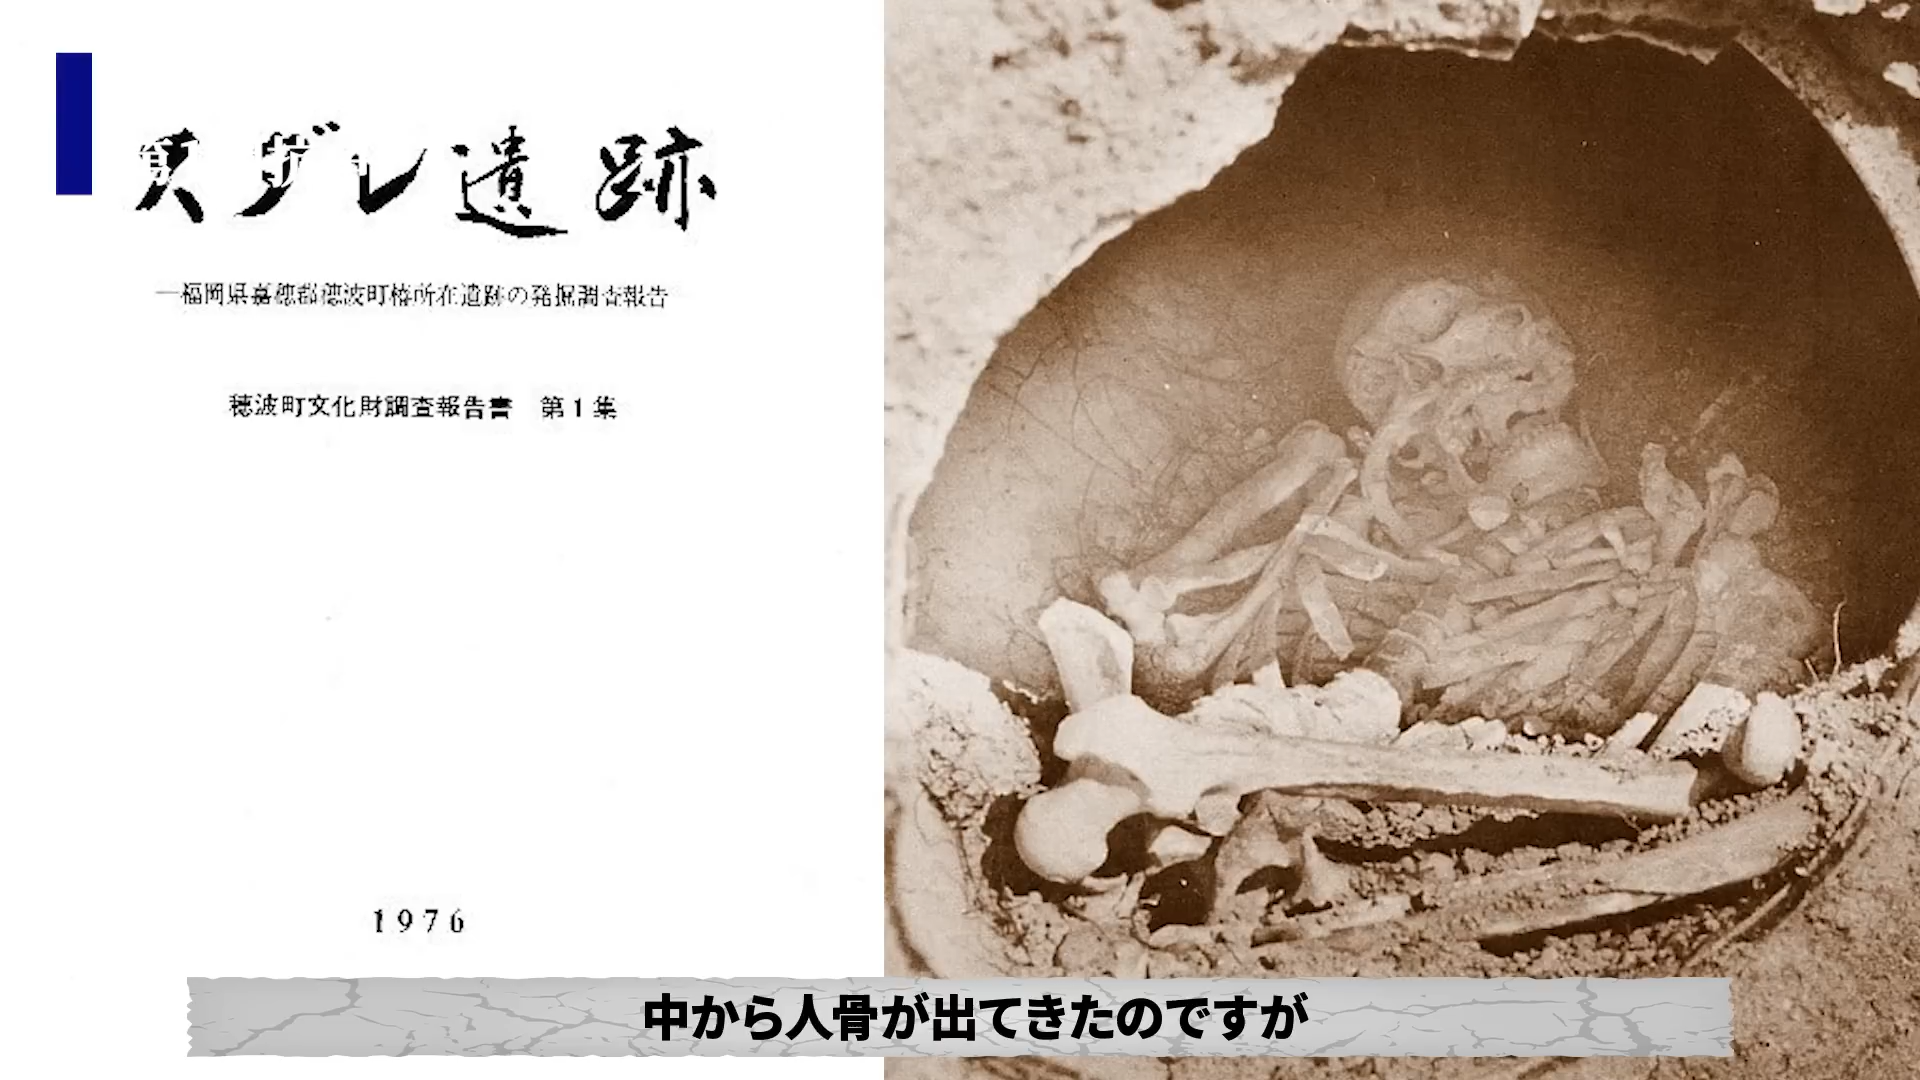 スダレ遺跡
―福岡県嘉穂郡穂波町椿所在遺跡の発掘調査報告
穂波町文化財調査報告書 第1集
1976
中から人骨が出てきたのですが